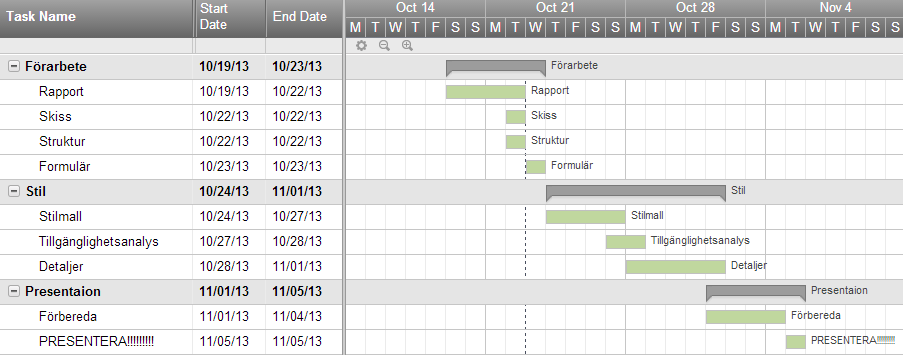 Task Name Start Date End Date Oct 14 Oct 21 Oct 28 Nov 4
M T W T F S S M T W T F S S M T W T F S S M T W T F S S
Förarbete 10/19/13 10/23/13 Förarbete
Rapport 10/19/13 10/22/13 Rapport
Skiss 10/22/13 10/22/13 Skiss
Struktur 10/22/13 10/22/13 Struktur
Formulär 10/23/13 10/23/13 Formulär
Stil 10/24/13 11/01/13 Stil
Stilmall 10/24/13 10/27/13 Stilmall
Tillgänglighetsanalys 10/27/13 10/28/13 Tillgänglighetsanalys
Detaljer 10/28/13 11/01/13 Detaljer
Presentaion 11/01/13 11/05/13 Presentaion
Förbereda 11/01/13 11/04/13 Förbereda
PRESENTERA!!!!!!!!! 11/05/13 11/05/13 PRESENTERA!!!!!!!!!